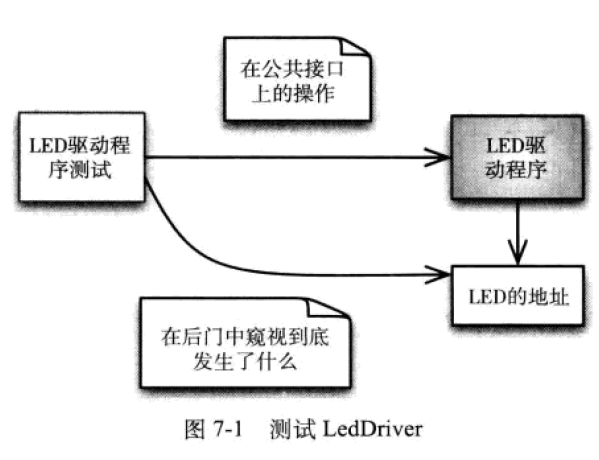 在公共接口
上的操作
LED驱动程
序测试
LED驱
动程序
LED的地址
在后门中窥视到底
发生了什么
图 7-1 测试 LedDriver